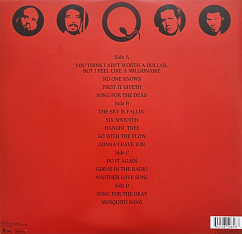 Side A
YOU THINK I AIN'T WORTH A DOLLAR,
BUT I FEEL LIKE A MILLIONAIRE
NO ONE KNOWS
FIRST IT GIVETH
SONG FOR THE DEAD
Side B
THE SKY IS FALLIN'
SIX SHOOTER
HANGIN' TREE
GO WITH THE FLOW
GONNA LEAVE YOU
Side C
DO IT AGAIN
GOD IS IN THE RADIO
ANOTHER LOVE SONG
Side D
SONG FOR THE DEAF
MOSQUITO SONG